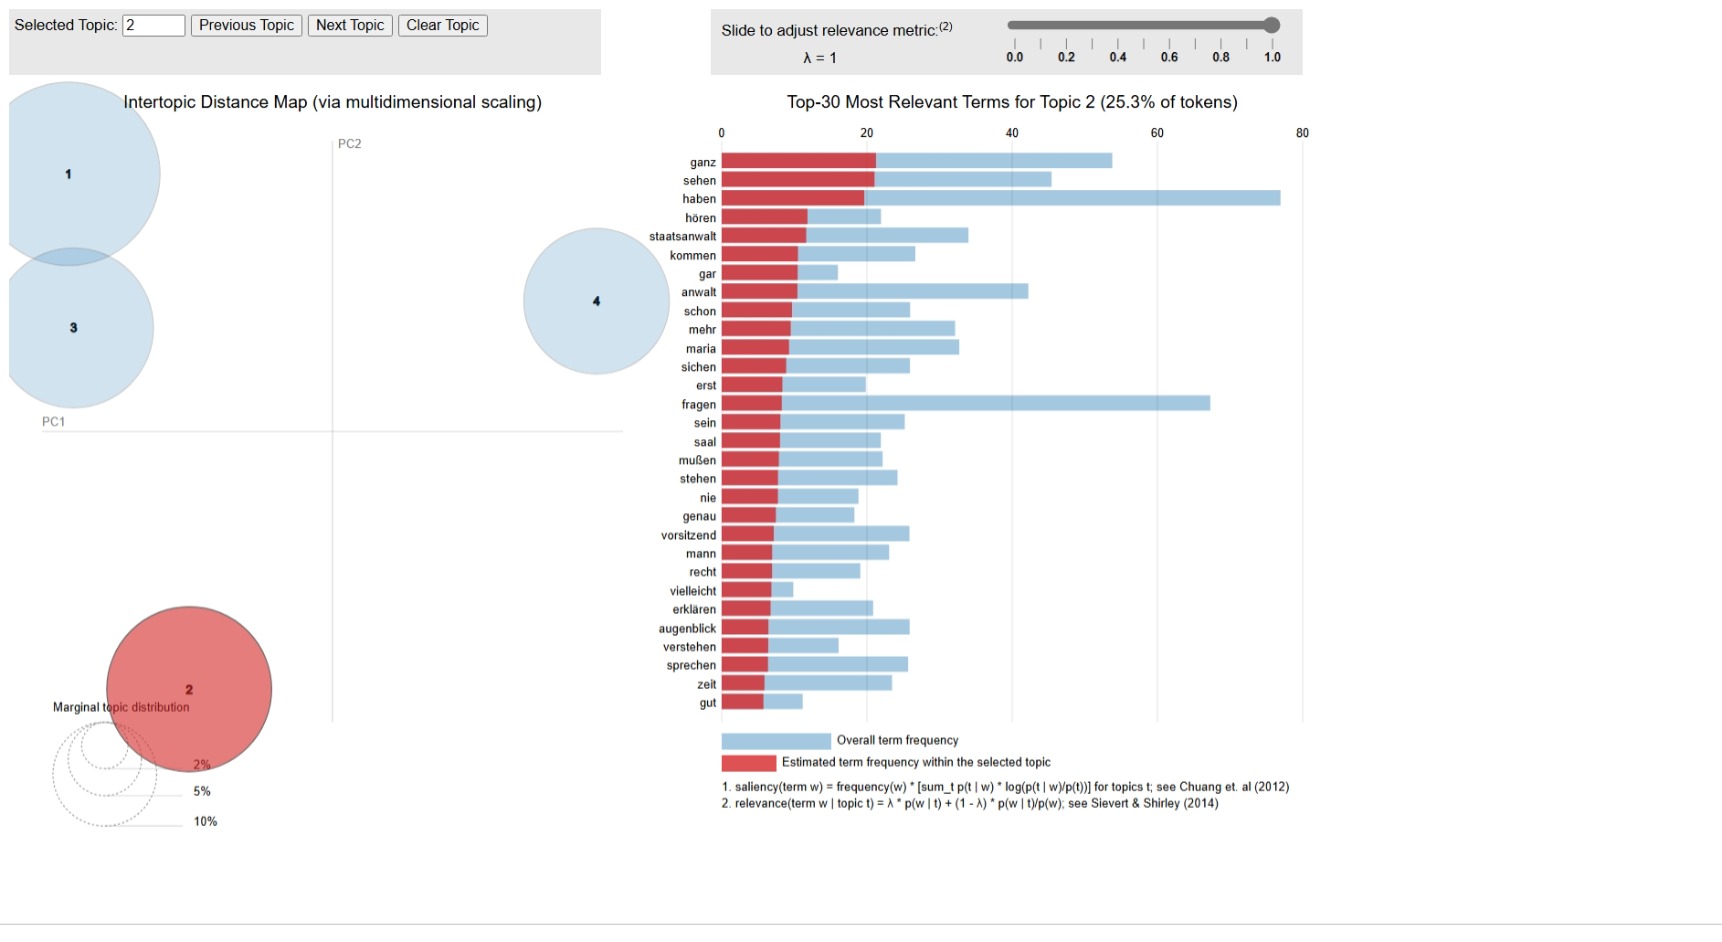 Selected Topic: 2 Previous Topic Next Topic Clear Topic
Slide to adjust relevance metric:(2)
λ = 1
0.0 0.2 0.4 0.6 0.8 1.0
Intertopic Distance Map (via multidimensional scaling)
PC2
PC1
1
3
4
2
Marginal topic distribution
2%
5%
10%
Top-30 Most Relevant Terms for Topic 2 (25.3% of tokens)
0 20 40 60 80
ganz
sehen
haben
hören
staatsanwalt
kommen
gar
anwalt
schon
mehr
maria
sichen
erst
fragen
sein
saal
mußen
stehen
nie
genau
vorsitzend
mann
recht
vielleicht
erklären
augenblick
verstehen
sprechen
zeit
gut
Overall term frequency
Estimated term frequency within the selected topic
1. saliency(term w) = frequency(w) * [sum_t p(t | w) * log(p(t | w)/p(t))] for topics t; see Chuang et. al (2012)
2. relevance(term w | topic t) = λ * p(w | t) + (1 - λ) * p(w | t)/p(w); see Sievert & Shirley (2014)